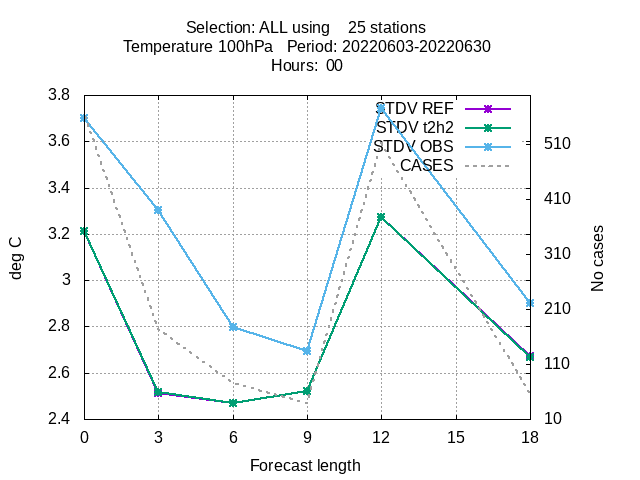 Selection: ALL using 25 stations
Temperature 100hPa Period: 20220603-20220630
Hours: 00
3.8
3.6
3.4
3.2
3
2.8
2.6
2.4
deg C
STDV REF
STDV t2h2
STDV OBS
CASES
510
410
310
210
110
10
No cases
0 3 6 9 12 15 18
Forecast length